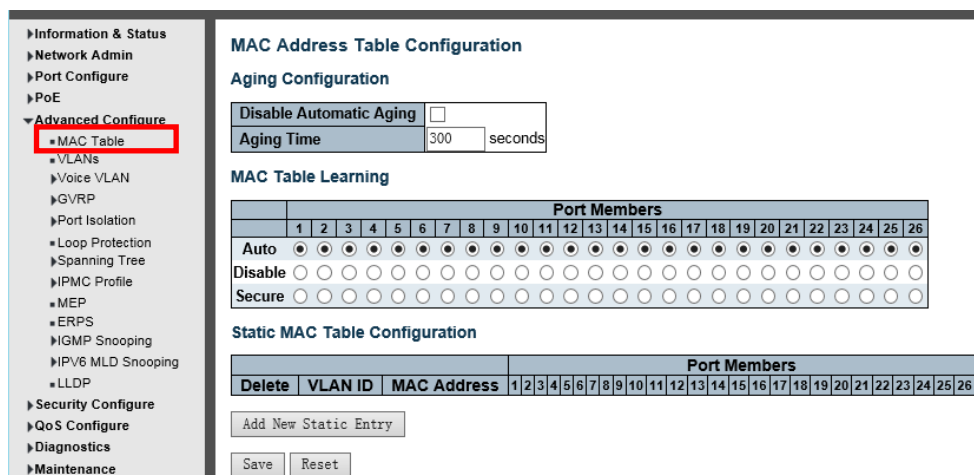 Information & Status
Network Admin
Port Configure
PoE
Advanced Configure
MAC Table
VLANs
Voice VLAN
GVRP
Port Isolation
Loop Protection
Spanning Tree
IPMC Profile
MEP
ERPS
IGMP Snooping
IPV6 MLD Snooping
LLDP
Security Configure
QoS Configure
Diagnostics
Maintenance
MAC Address Table Configuration
Aging Configuration
Disable Automatic Aging
Aging Time 300 seconds
MAC Table Learning
Port Members
1 2 3 4 5 6 7 8 9 10 11 12 13 14 15 16 17 18 19 20 21 22 23 24 25 26
Auto
Disable
Secure
Static MAC Table Configuration
Port Members
Delete VLAN ID MAC Address 1 2 3 4 5 6 7 8 9 10 11 12 13 14 15 16 17 18 19 20 21 22 23 24 25 26
Add New Static Entry
Save Reset